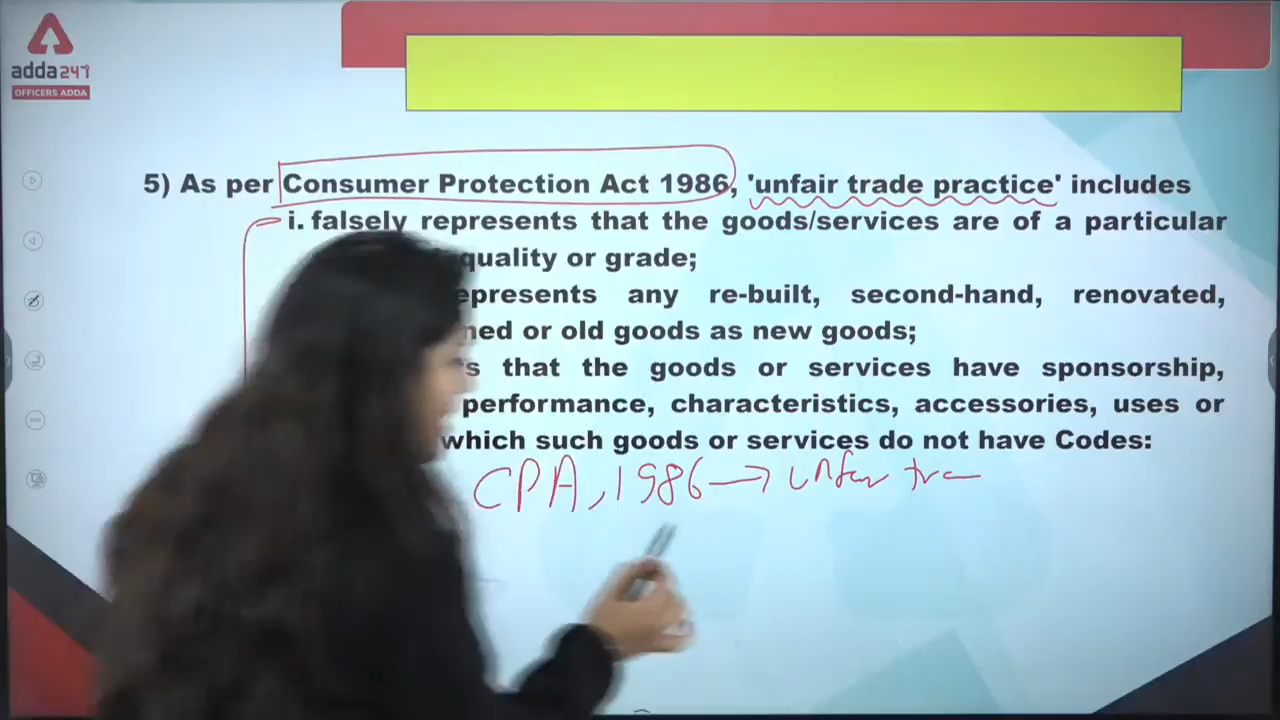 adda247
OFFICERS ADDA
5) As per Consumer Protection Act 1986, 'unfair trade practice' includes
i. falsely represents that the goods/services are of a particular
quality or grade;
any re-built, second-hand, renovated,
or old goods as new goods;
that the goods or services have sponsorship,
performance, characteristics, accessories, uses or
which such goods or services do not have Codes:
CPA, 1986 → unfair tra